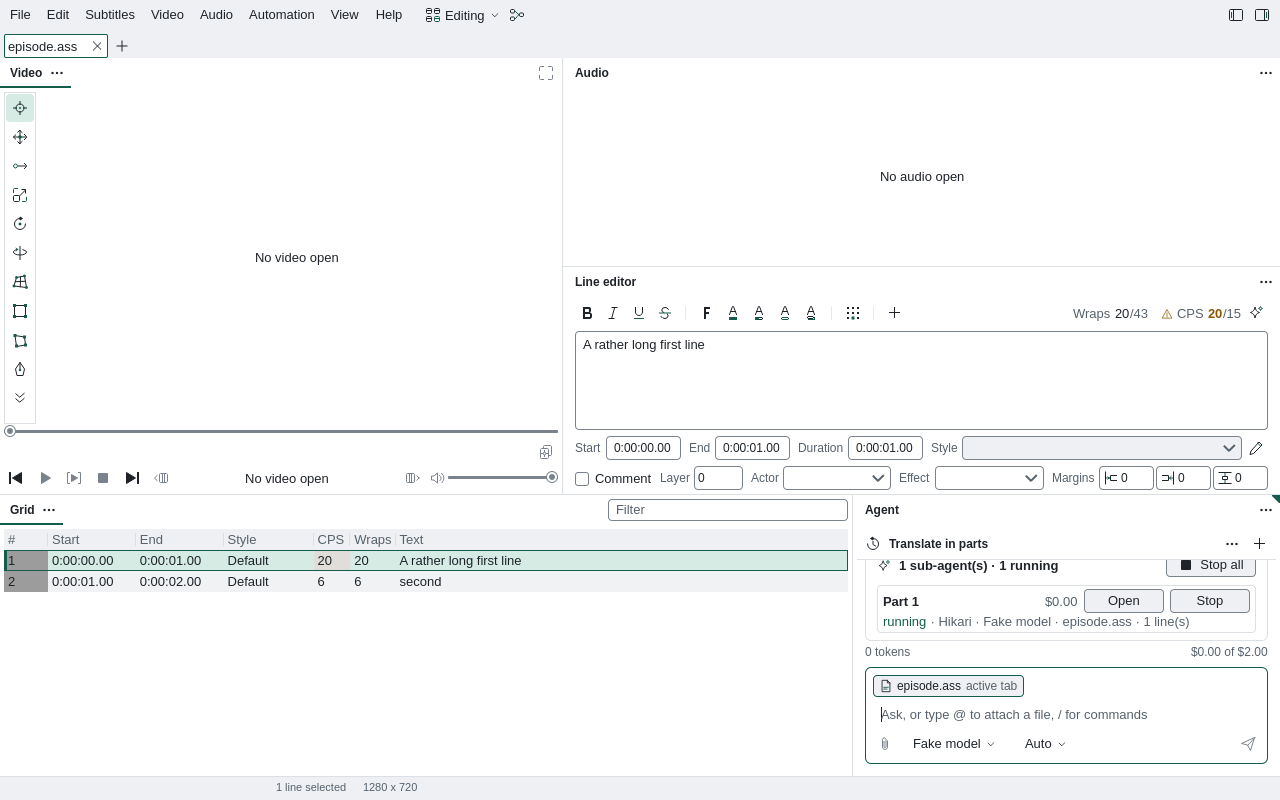 File Edit Subtitles Video Audio Automation View Help Editing
episode.ass
Video
Audio
No video open
No audio open
Line editor
B I U S F A A A A Wraps 20/43 CPS 20/15
A rather long first line
Start 0:00:00.00 End 0:00:01.00 Duration 0:00:01.00 Style
Comment Layer 0 Actor Effect Margins 0 0 0
No video open
Grid Filter
# Start End Style CPS Wraps Text
1 0:00:00.00 0:00:01.00 Default 20 20 A rather long first line
2 0:00:01.00 0:00:02.00 Default 6 6 second
Agent
Translate in parts
1 sub-agent(s) · 1 running Stop all
Part 1 $0.00 Open Stop
running · Hikari · Fake model · episode.ass · 1 line(s)
0 tokens $0.00 of $2.00
episode.ass active tab
Ask, or type @ to attach a file, / for commands
Fake model Auto
1 line selected 1280 x 720